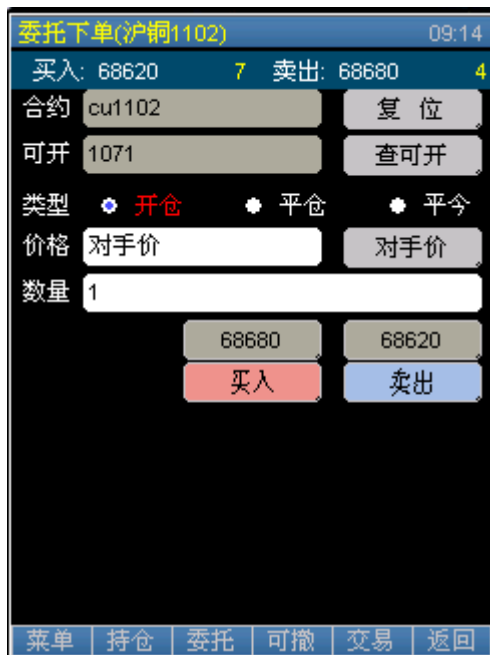 委托下单(沪铜1102) 09:14
买入: 68620 7 卖出: 68680 4
合约 cu1102 复 位
可开 1071 查可开
类型 开仓 平仓 平今
价格 对手价 对手价
数量 1
68680 68620
买入 卖出
菜单 持仓 委托 可撤 交易 返回